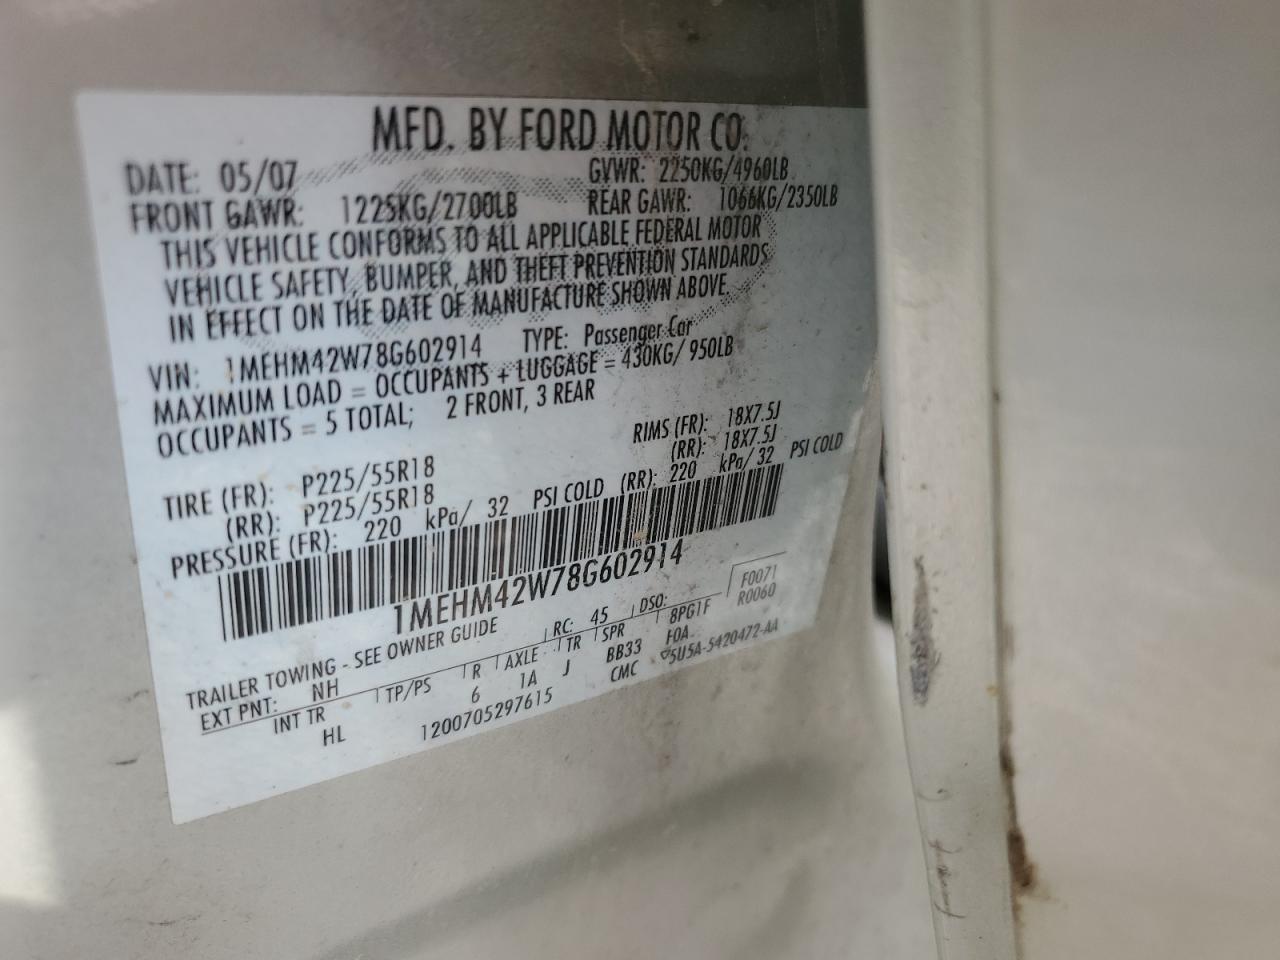 MFD. BY FORD MOTOR CO.
DATE: 05/07 GVWR: 2250KG/4960LB
FRONT GAWR: 1225KG/2700LB REAR GAWR: 1066KG/2350LB
THIS VEHICLE CONFORMS TO ALL APPLICABLE FEDERAL MOTOR
VEHICLE SAFETY, BUMPER, AND THEFT PREVENTION STANDARDS
IN EFFECT ON THE DATE OF MANUFACTURE SHOWN ABOVE.
VIN: 1MEHM42W78G602914 TYPE: Passenger Car
MAXIMUM LOAD = OCCUPANTS + LUGGAGE = 430KG/ 950LB
OCCUPANTS = 5 TOTAL; 2 FRONT, 3 REAR
TIRE (FR): P225/55R18 RIMS (FR): 18X7.5J
(RR): P225/55R18 (RR): 18X7.5J
PRESSURE (FR): 220 kPa/ 32 PSI COLD (RR): 220 kPa/ 32 PSI COLD
1MEHM42W78G602914
TRAILER TOWING - SEE OWNER GUIDE
EXT PNT: NH RC: 45 DSO: F0071
INT TR TP/PS R AXLE TR SPR 8PG1F R0060
HL 6 1A J BB33 FOA
1200705297615 CMC 5U5A-5420472-AA